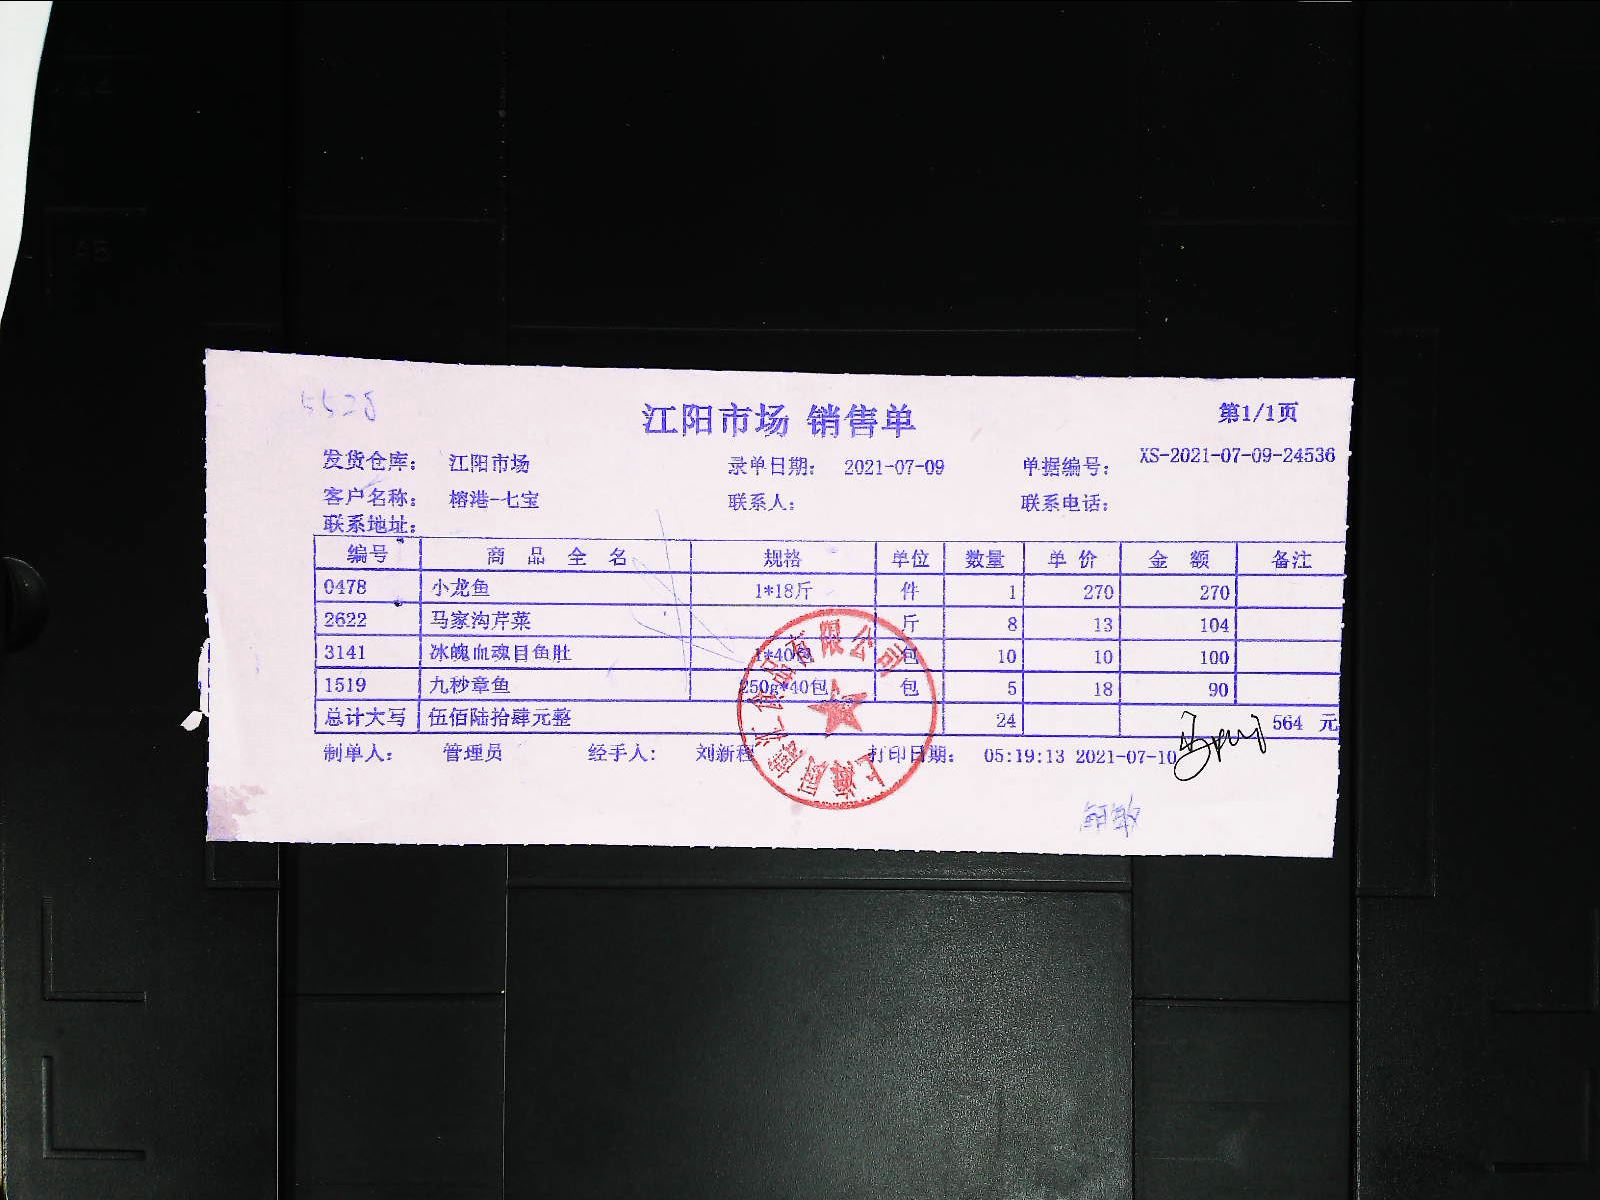 5528
江阳市场 销售单 第1/1页
发货仓库： 江阳市场 录单日期： 2021-07-09 单据编号： XS-2021-07-09-24536
客户名称： 榕港-七宝 联系人： 联系电话：
联系地址：
编号 商 品 全 名 规格 单位 数量 单 价 金 额 备注
0478 小龙鱼 1*18斤 件 1 270 270
2622 马家沟芹菜 斤 8 13 104
3141 冰魄血魂目鱼肚 1*40包 包 10 10 100
1519 九秒章鱼 250g*40包 包 5 18 90
总计大写 伍佰陆拾肆元整 24 564 元
制单人： 管理员 经手人： 刘新程 打印日期： 05:19:13 2021-07-10